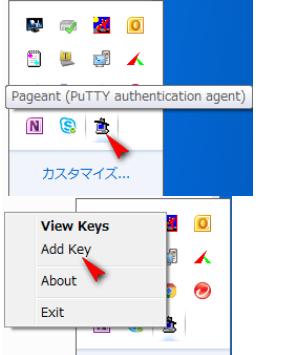 Pageant (PuTTY authentication agent)
カスタマイズ...
View Keys
Add Key
About
Exit